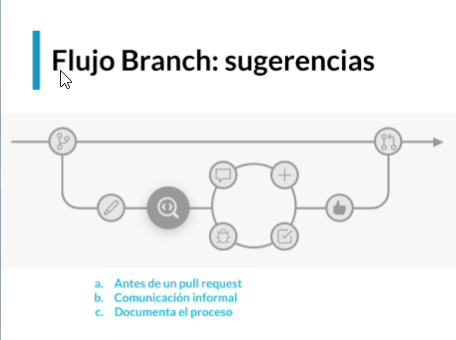 Flujo Branch: sugerencias
a. Antes de un pull request
b. Comunicación informal
c. Documenta el proceso